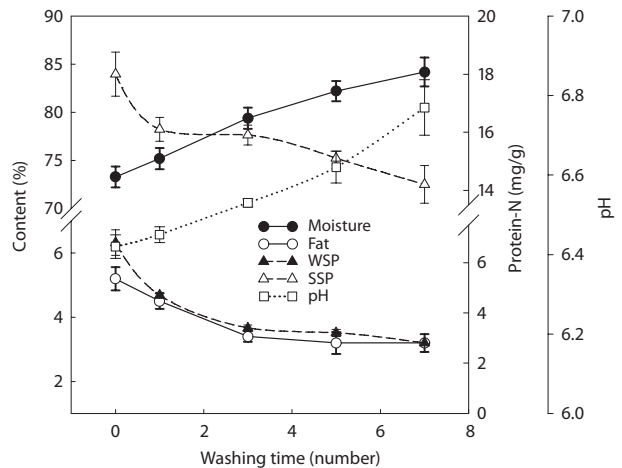 90
85
80
75
70
6
4
2
Content (%)
20
18
16
14
6
4
2
0
Protein-N (mg/g)
7.0
6.8
6.6
6.4
6.2
6.0
pH
Moisture
Fat
WSP
SSP
pH
0 2 4 6 8
Washing time (number)